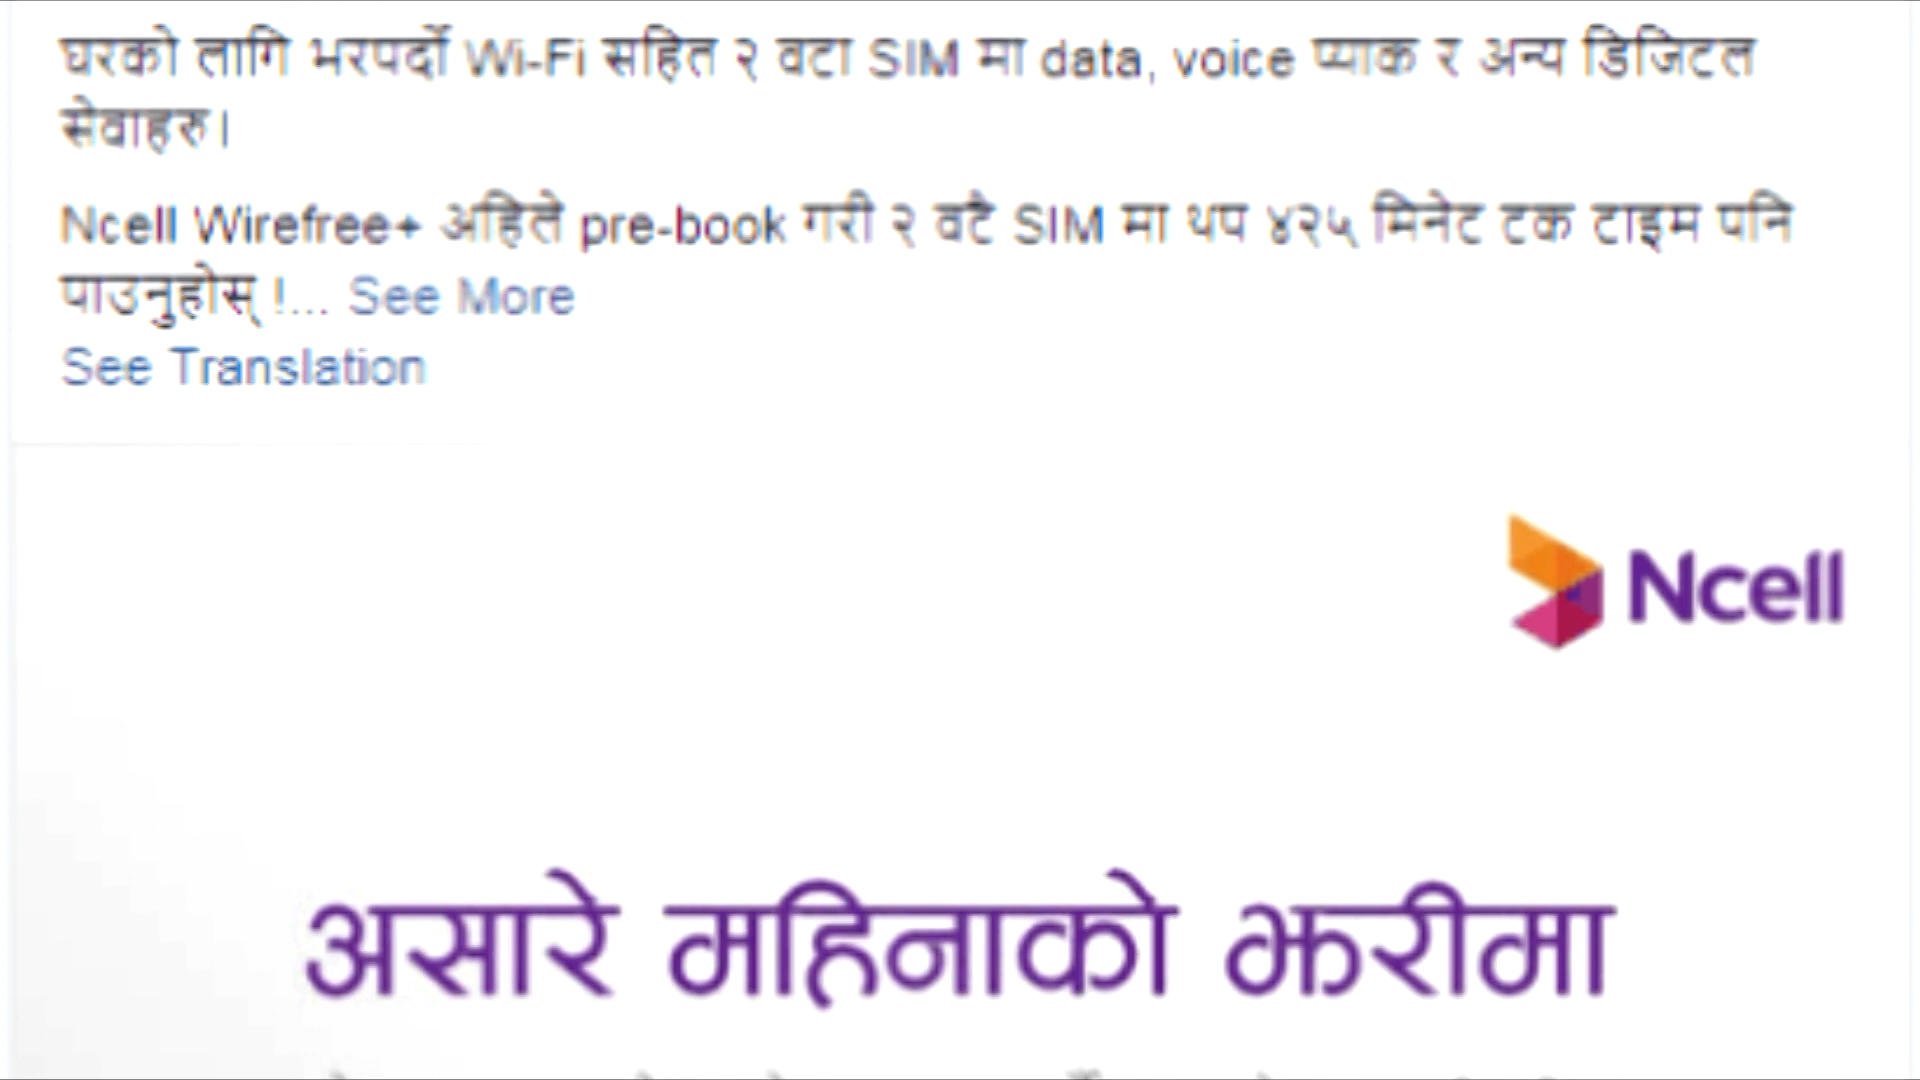 घरको लागि भरपर्दो Wi-Fi सहित २ वटा SIM मा data, voice प्याक र अन्य डिजिटल
सेवाहरु।
Ncell Wirefree+ अहिले pre-book गरी २ वटै SIM मा थप ४२५ मिनेट टक टाइम पनि
पाउनुहोस् !... See More
See Translation
Ncell
असारे महिनाको झरीमा